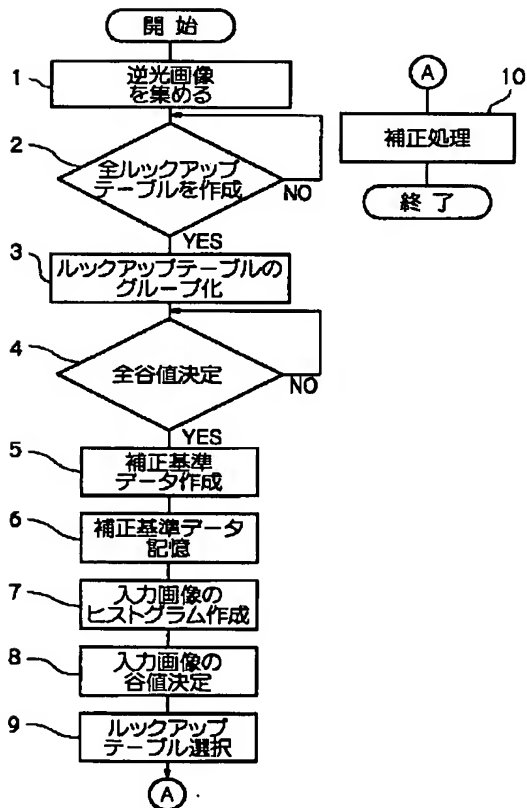 開始
1
逆光画像
を集める
2
全ルックアップ
テーブルを作成
NO
YES
3
ルックアップテーブルの
グループ化
4
全谷値決定
NO
YES
5
補正基準
データ作成
6
補正基準データ
記憶
7
入力画像の
ヒストグラム作成
8
入力画像の
谷値決定
9
ルックアップ
テーブル選択
A
A
10
補正処理
終了